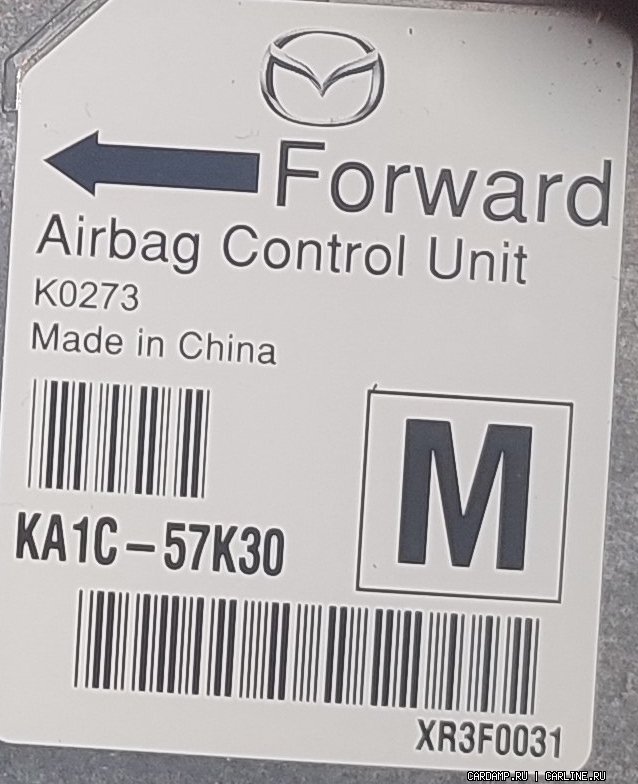 Forward
Airbag Control Unit
K0273
Made in China
M
KA1C-57K30
XR3F0031
CARDAMP.RU | CARLINE.RU